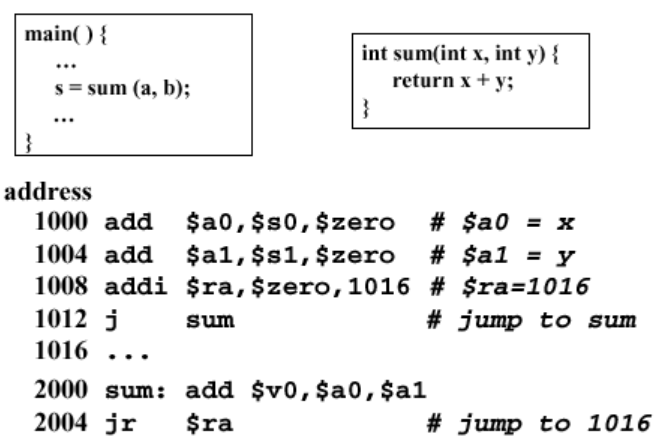 main( ) {
...
s = sum (a, b);
...
}
int sum(int x, int y) {
return x + y;
}
address
1000 add $a0,$s0,$zero # $a0 = x
1004 add $a1,$s1,$zero # $a1 = y
1008 addi $ra,$zero,1016 # $ra=1016
1012 j sum # jump to sum
1016 ...
2000 sum: add $v0,$a0,$a1
2004 jr $ra # jump to 1016